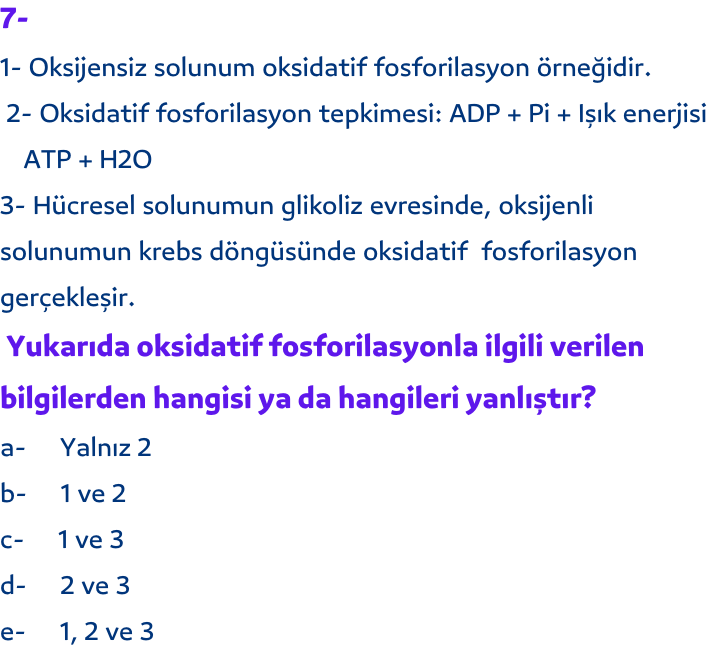 7-
1- Oksijensiz solunum oksidatif fosforilasyon örneğidir.
2- Oksidatif fosforilasyon tepkimesi: ADP + Pi + Işık enerjisi
ATP + H2O
3- Hücresel solunumun glikoliz evresinde, oksijenli
solunumun krebs döngüsünde oksidatif fosforilasyon
gerçekleşir.
Yukarıda oksidatif fosforilasyonla ilgili verilen
bilgilerden hangisi ya da hangileri yanlıştır?
a- Yalnız 2
b- 1 ve 2
c- 1 ve 3
d- 2 ve 3
e- 1, 2 ve 3